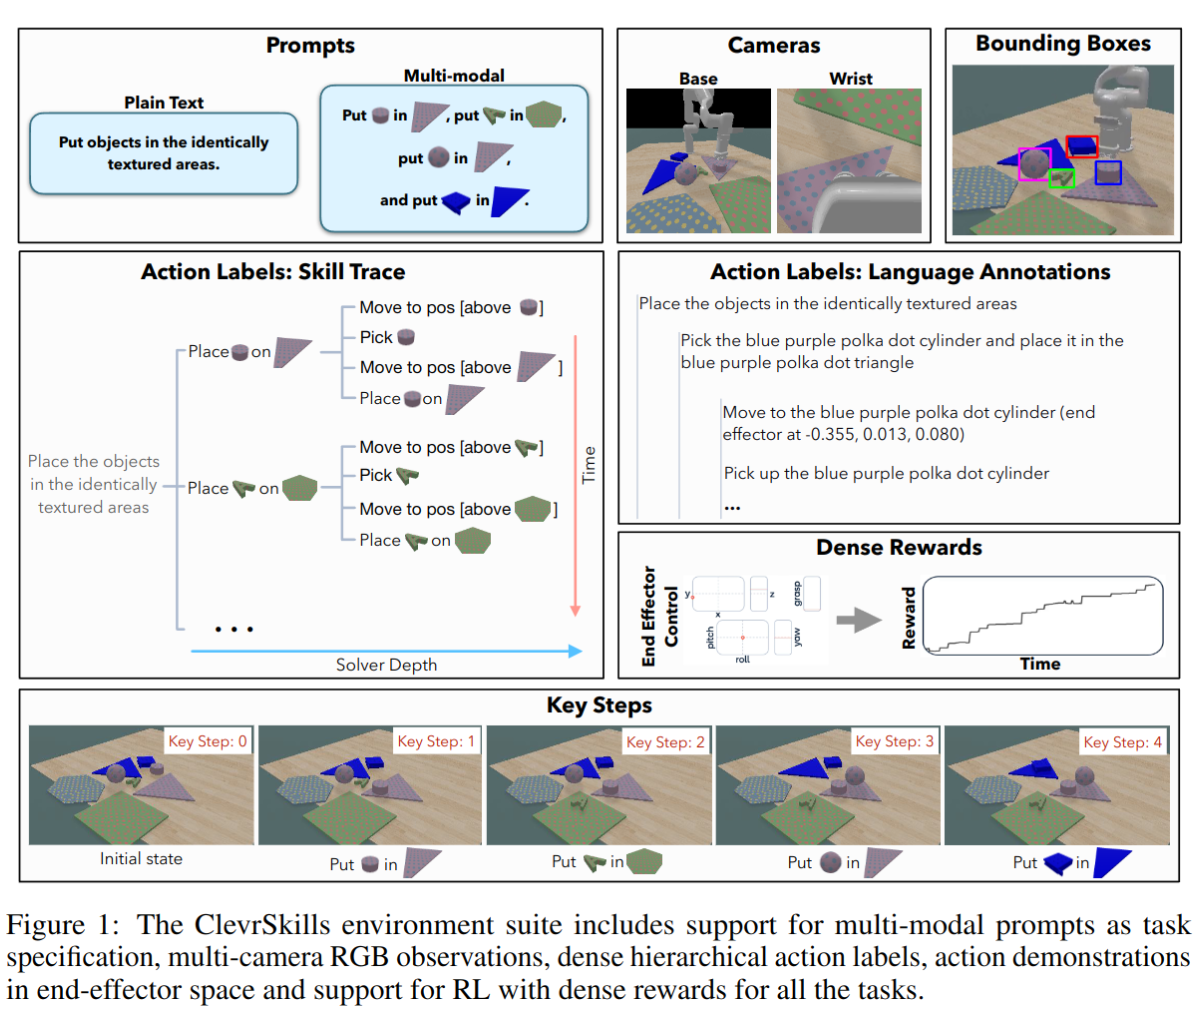 Prompts
Plain Text
Put objects in the identically
textured areas.
Multi-modal
Put in , put in ,
put in ,
and put in .
Cameras
Base
Wrist
Bounding Boxes
Action Labels: Skill Trace
Place the objects
in the identically
textured areas
Place on
Move to pos [above ]
Pick
Move to pos [above ]
Place on
Place on
Move to pos [above ]
Pick
Move to pos [above ]
Place on
...
Time
Solver Depth
Action Labels: Language Annotations
Place the objects in the identically textured areas
Pick the blue purple polka dot cylinder and place it in the
blue purple polka dot triangle
Move to the blue purple polka dot cylinder (end
effector at -0.355, 0.013, 0.080)
Pick up the blue purple polka dot cylinder
...
Dense Rewards
End Effector
Control
y
x
z
grasp
pitch
roll
yaw
Reward
Time
Key Steps
Key Step: 0
Key Step: 1
Key Step: 2
Key Step: 3
Key Step: 4
Initial state
Put in
Put in
Put in
Put in
Figure 1: The ClevrSkills environment suite includes support for multi-modal prompts as task
specification, multi-camera RGB observations, dense hierarchical action labels, action demonstrations
in end-effector space and support for RL with dense rewards for all the tasks.